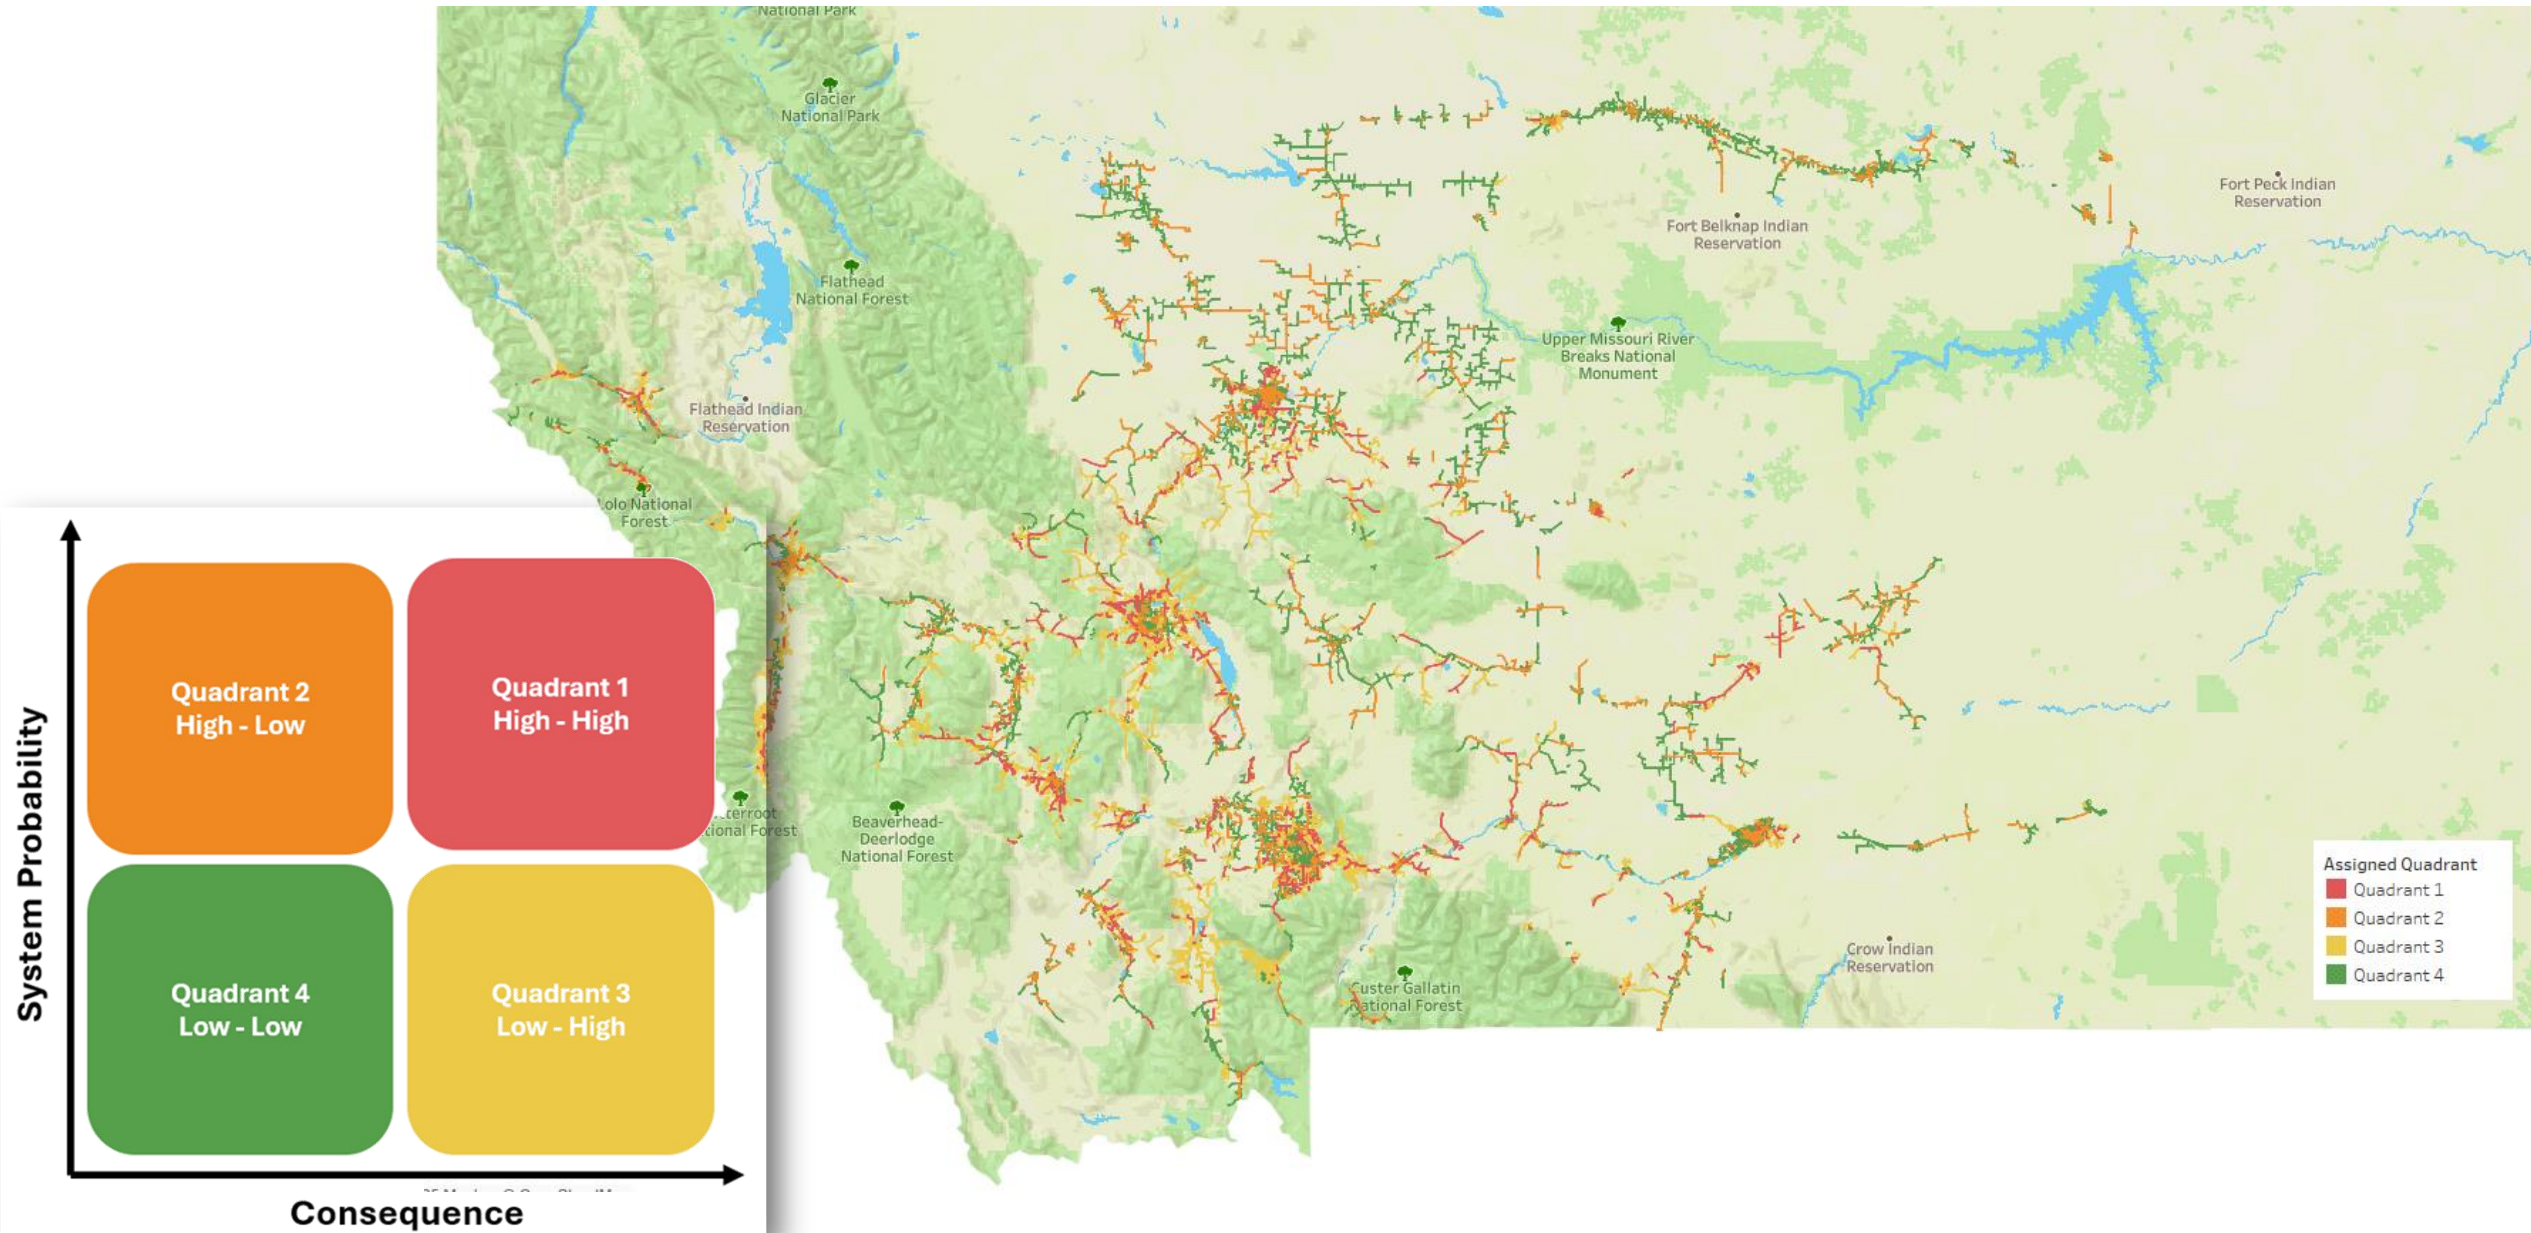 National Park
Glacier
National Park
Flathead
National Forest
Flathead Indian
Reservation
Lolo National
Forest
Fort Belknap Indian
Reservation
Fort Peck Indian
Reservation
Upper Missouri River
Breaks National
Monument
Beaverhead-
Deerlodge
National Forest
Custer Gallatin
National Forest
Crow Indian
Reservation
System Probability
Quadrant 2
High - Low
Quadrant 1
High - High
Quadrant 4
Low - Low
Quadrant 3
Low - High
Consequence
Assigned Quadrant
Quadrant 1
Quadrant 2
Quadrant 3
Quadrant 4